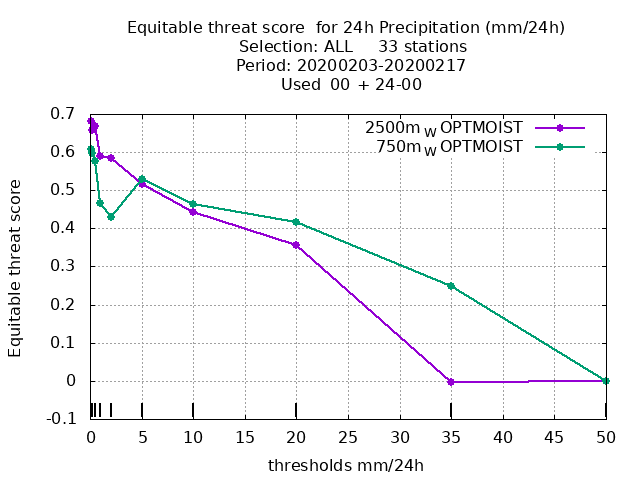 Equitable threat score  for 24h Precipitation (mm/24h)
Selection: ALL     33 stations
Period: 20200203-20200217
Used  00 + 24-00
2500m_W OPTMOIST
750m_W OPTMOIST
Equitable threat score
0.7
0.6
0.5
0.4
0.3
0.2
0.1
0
-0.1
0 5 10 15 20 25 30 35 40 45 50
thresholds mm/24h